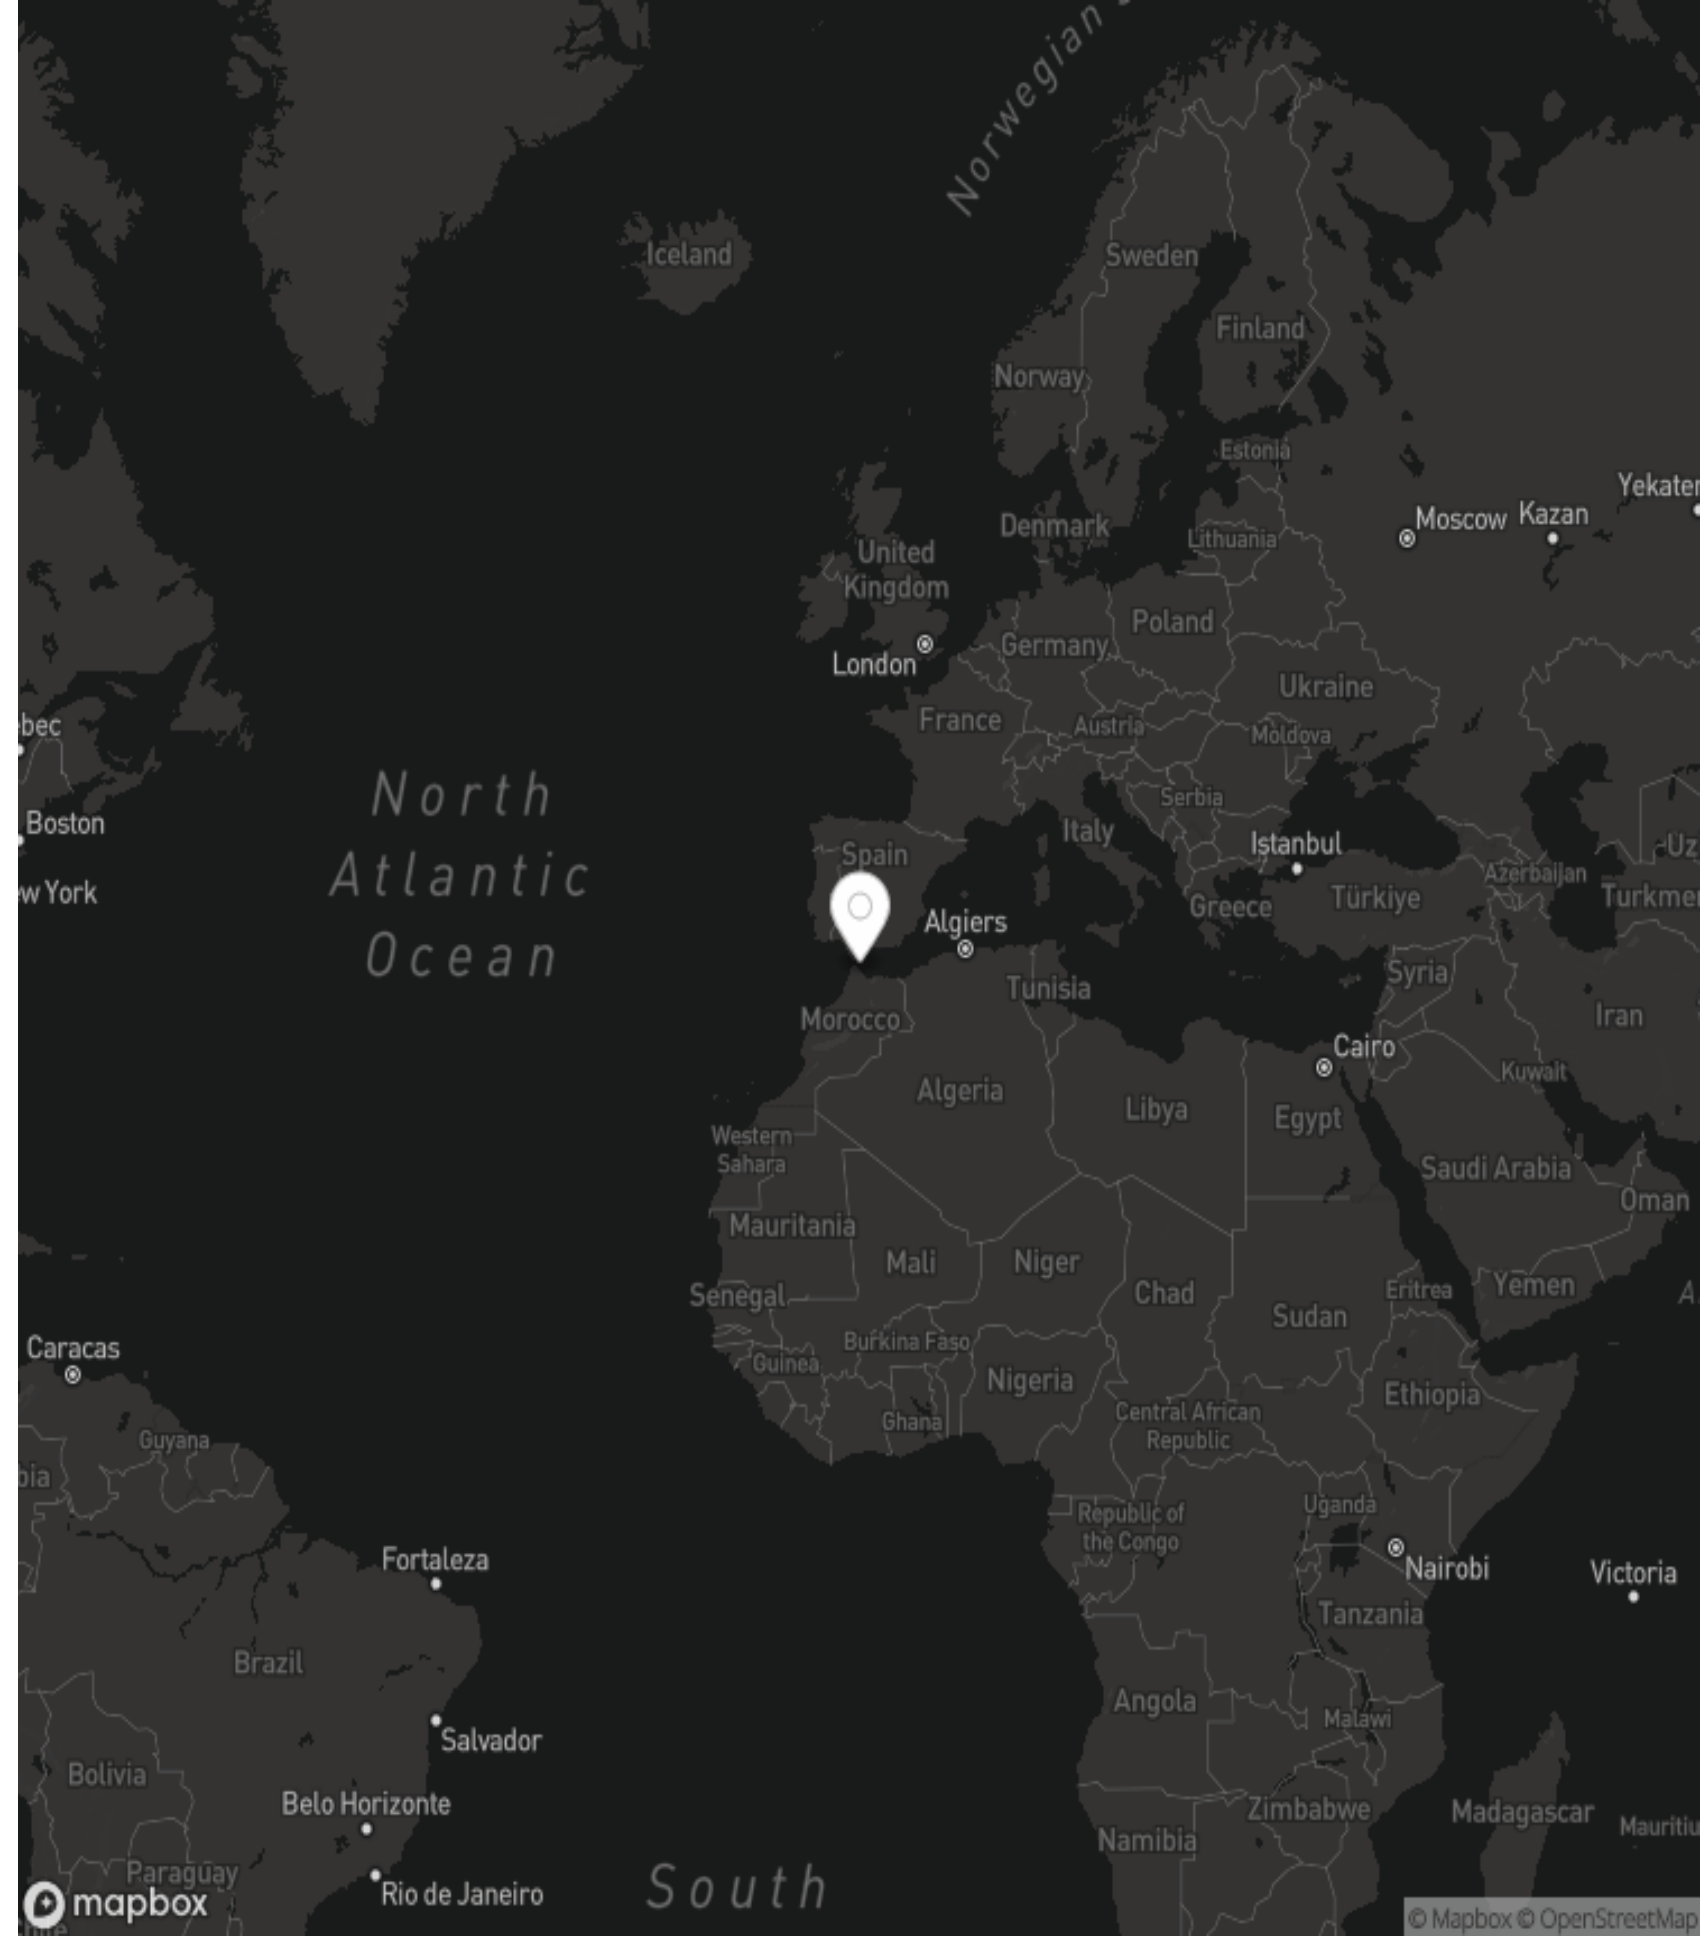 Norwegian
Iceland
Sweden
Finland
Norway
Estonia
Yekater
Moscow
Kazan
Denmark
Lithuania
United
Kingdom
Poland
Germany
London
Ukraine
France
Austria
Moldova
bec
North
Atlantic
Ocean
Serbia
Boston
Italy
Istanbul
Uz
Spain
Azerbaijan
w York
Türkiye
Turkmer
Greece
Algiers
Syria
Tunisia
Iran
Morocco
Cairo
Kuwait
Algeria
Libya
Egypt
Western
Sahara
Saudi Arabia
Oman
Mauritania
Mali
Niger
Chad
Eritrea
Yemen
A
Senegal
Sudan
Burkina Faso
Caracas
Guinea
Nigeria
Ethiopia
Ghana
Central African
Republic
Guyana
bia
Uganda
Republic of
the Congo
Fortaleza
Nairobi
Victoria
Tanzania
Brazil
Angola
Malawi
Salvador
Bolivia
Belo Horizonte
Zimbabwe
Madagascar
Mauritiu
Namibia
Paraguay
South
Rio de Janeiro
mapbox
© Mapbox © OpenStreetMap